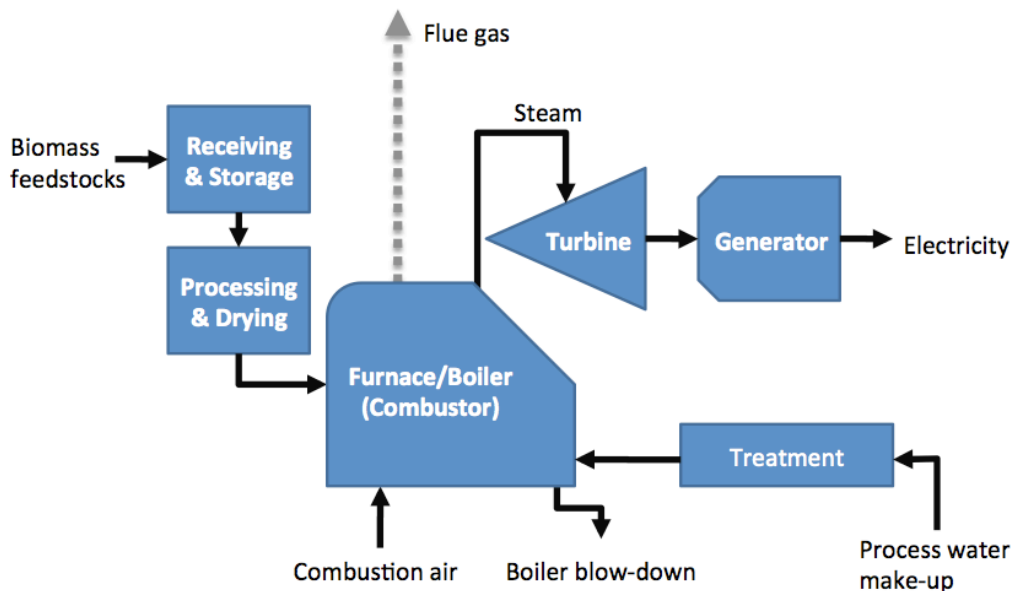 Flue gas
Steam
Biomass
feedstocks
Receiving
& Storage
Processing
& Drying
Turbine
Generator
Electricity
Furnace/Boiler
(Combustor)
Treatment
Combustion air
Boiler blow-down
Process water
make-up